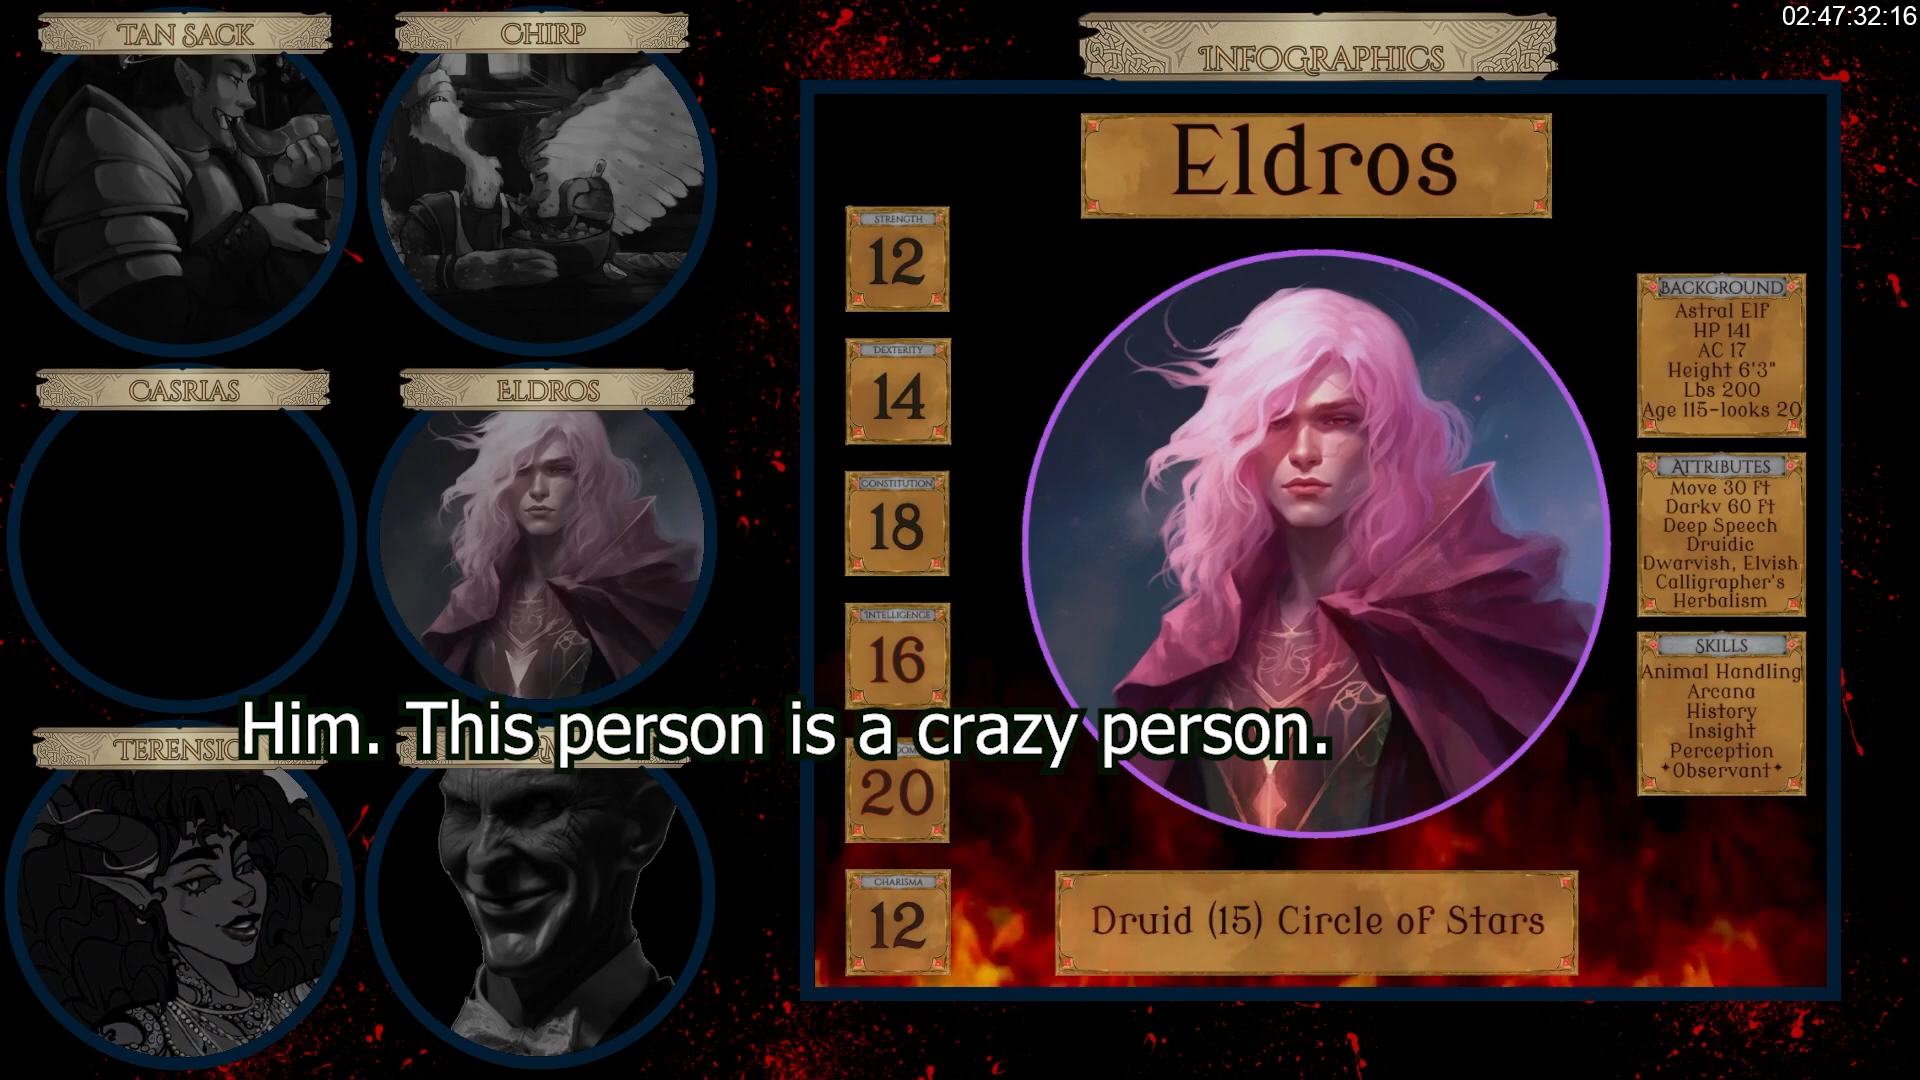 02:47:32:16
TAN SACK
CHIRP
INFOGRAPHICS
Eldros
STRENGTH
12
DEXTERITY
14
CONSTITUTION
18
INTELLIGENCE
16
20
CHARISMA
12
BACKGROUND
Astral Elf
HP 141
AC 17
Height 6'3"
Lbs 200
Age 115-looks 20
ATTRIBUTES
Move 30 ft
Darkv 60 ft
Deep Speech
Druidic
Dwarvish, Elvish
Calligrapher's
Herbalism
SKILLS
Animal Handling
Arcana
History
Insight
Perception
*Observant*
CASRIAS
ELDROS
Him. This person is a crazy person.
Druid (15) Circle of Stars